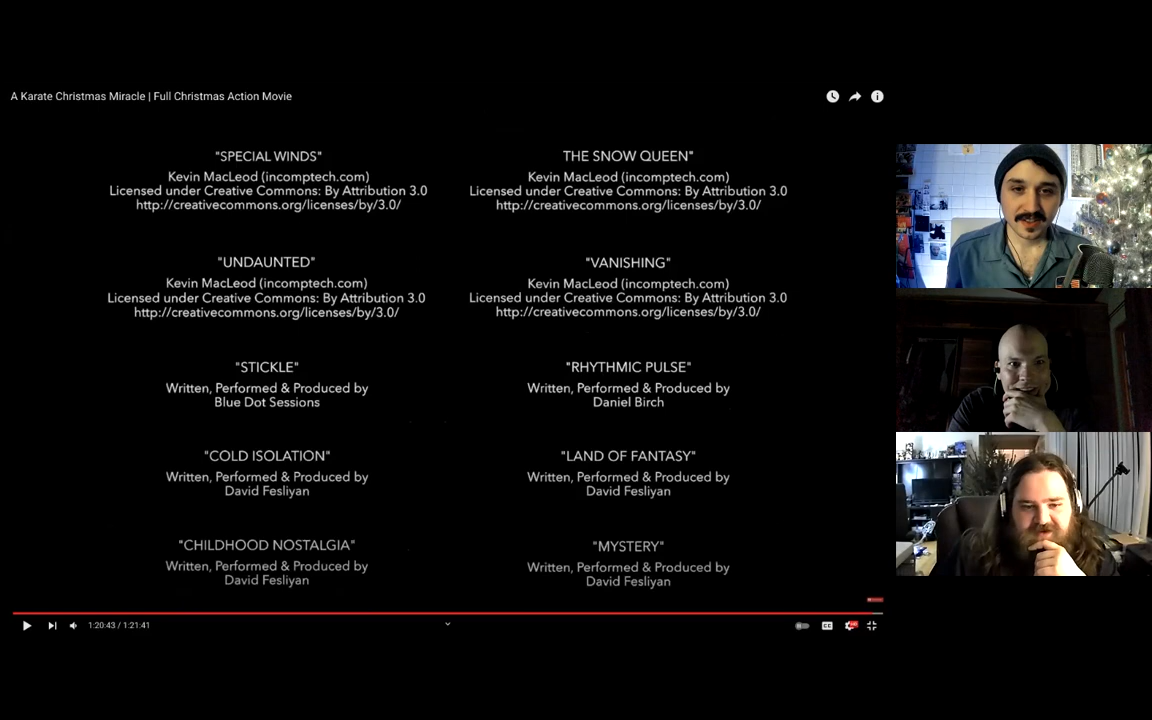 A Karate Christmas Miracle | Full Christmas Action Movie
"SPECIAL WINDS"
Kevin MacLeod (incomptech.com)
Licensed under Creative Commons: By Attribution 3.0
http://creativecommons.org/licenses/by/3.0/
THE SNOW QUEEN"
Kevin MacLeod (incomptech.com)
Licensed under Creative Commons: By Attribution 3.0
http://creativecommons.org/licenses/by/3.0/
"UNDAUNTED"
Kevin MacLeod (incomptech.com)
Licensed under Creative Commons: By Attribution 3.0
http://creativecommons.org/licenses/by/3.0/
"VANISHING"
Kevin MacLeod (incomptech.com)
Licensed under Creative Commons: By Attribution 3.0
http://creativecommons.org/licenses/by/3.0/
"STICKLE"
Written, Performed & Produced by
Blue Dot Sessions
"RHYTHMIC PULSE"
Written, Performed & Produced by
Daniel Birch
"COLD ISOLATION"
Written, Performed & Produced by
David Fesliyan
"LAND OF FANTASY"
Written, Performed & Produced by
David Fesliyan
"CHILDHOOD NOSTALGIA"
Written, Performed & Produced by
David Fesliyan
"MYSTERY"
Written, Performed & Produced by
David Fesliyan
1:20:43 / 1:21:41
CC